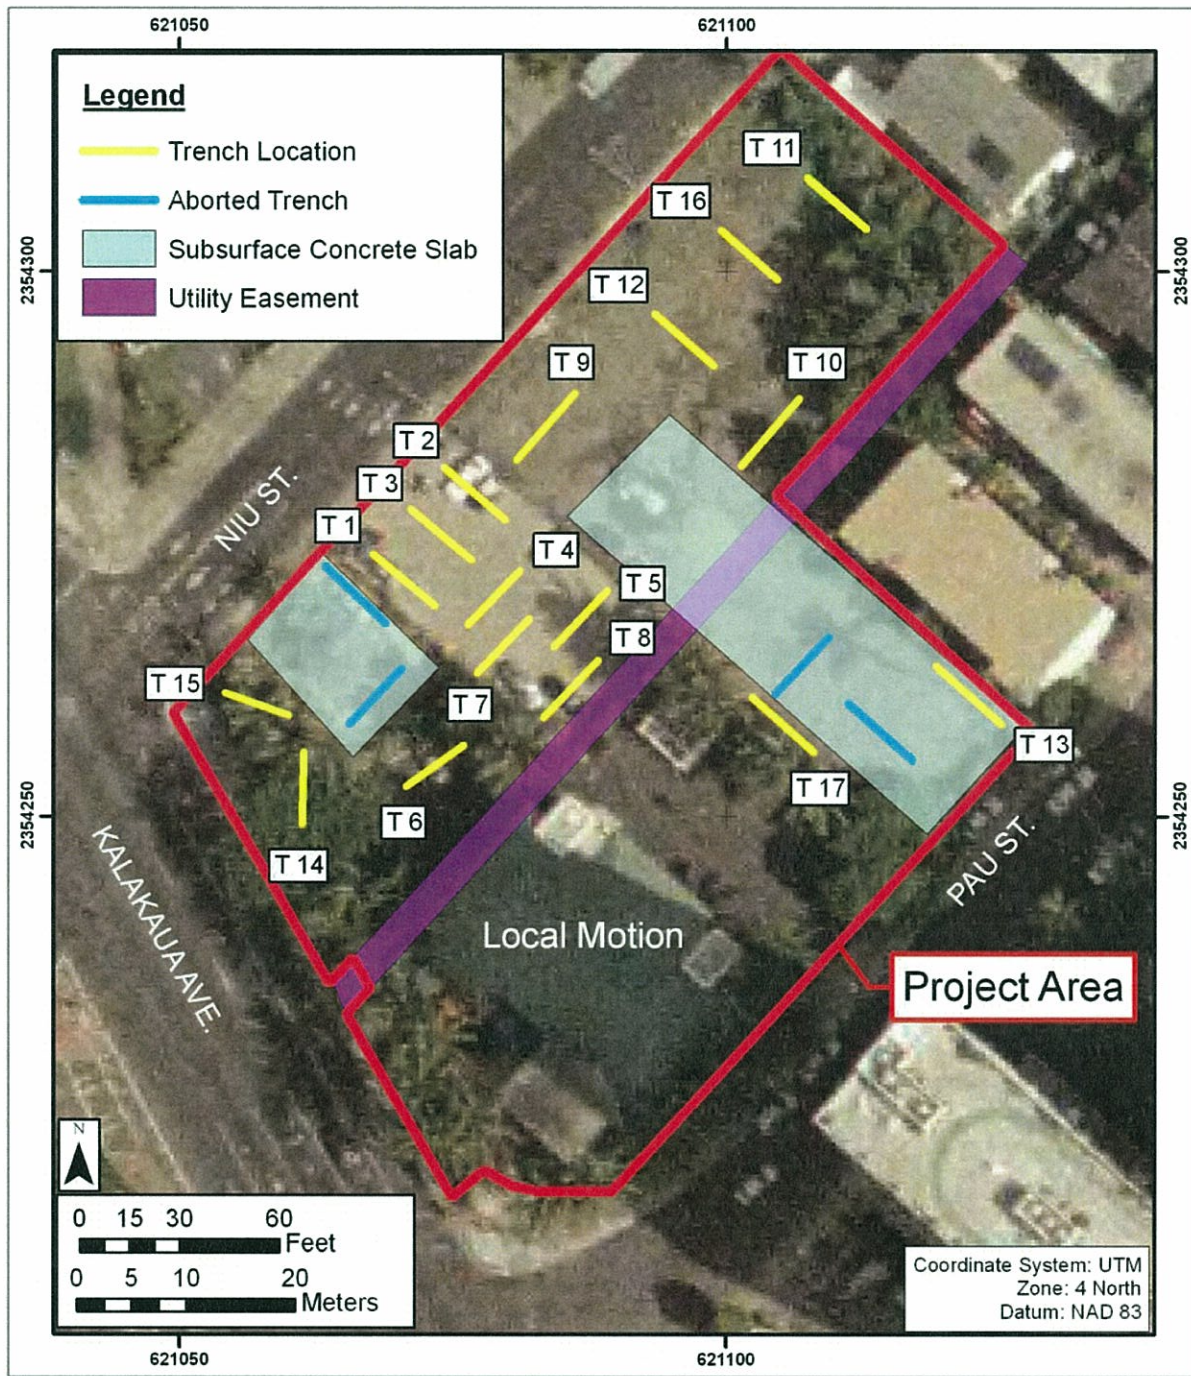 621050
621100
Legend
Trench Location
Aborted Trench
Subsurface Concrete Slab
Utility Easement
2354300
2354300
T 11
T 16
T 12
T 9
T 10
T 2
T 3
T 1
NIU ST.
T 4
T 5
T 8
T 15
T 7
T 13
T 17
T 6
2354250
2354250
T 14
KALAKAUA AVE.
PAU ST.
Local Motion
Project Area
N
0 15 30 60
Feet
0 5 10 20
Meters
Coordinate System: UTM
Zone: 4 North
Datum: NAD 83
621050
621100